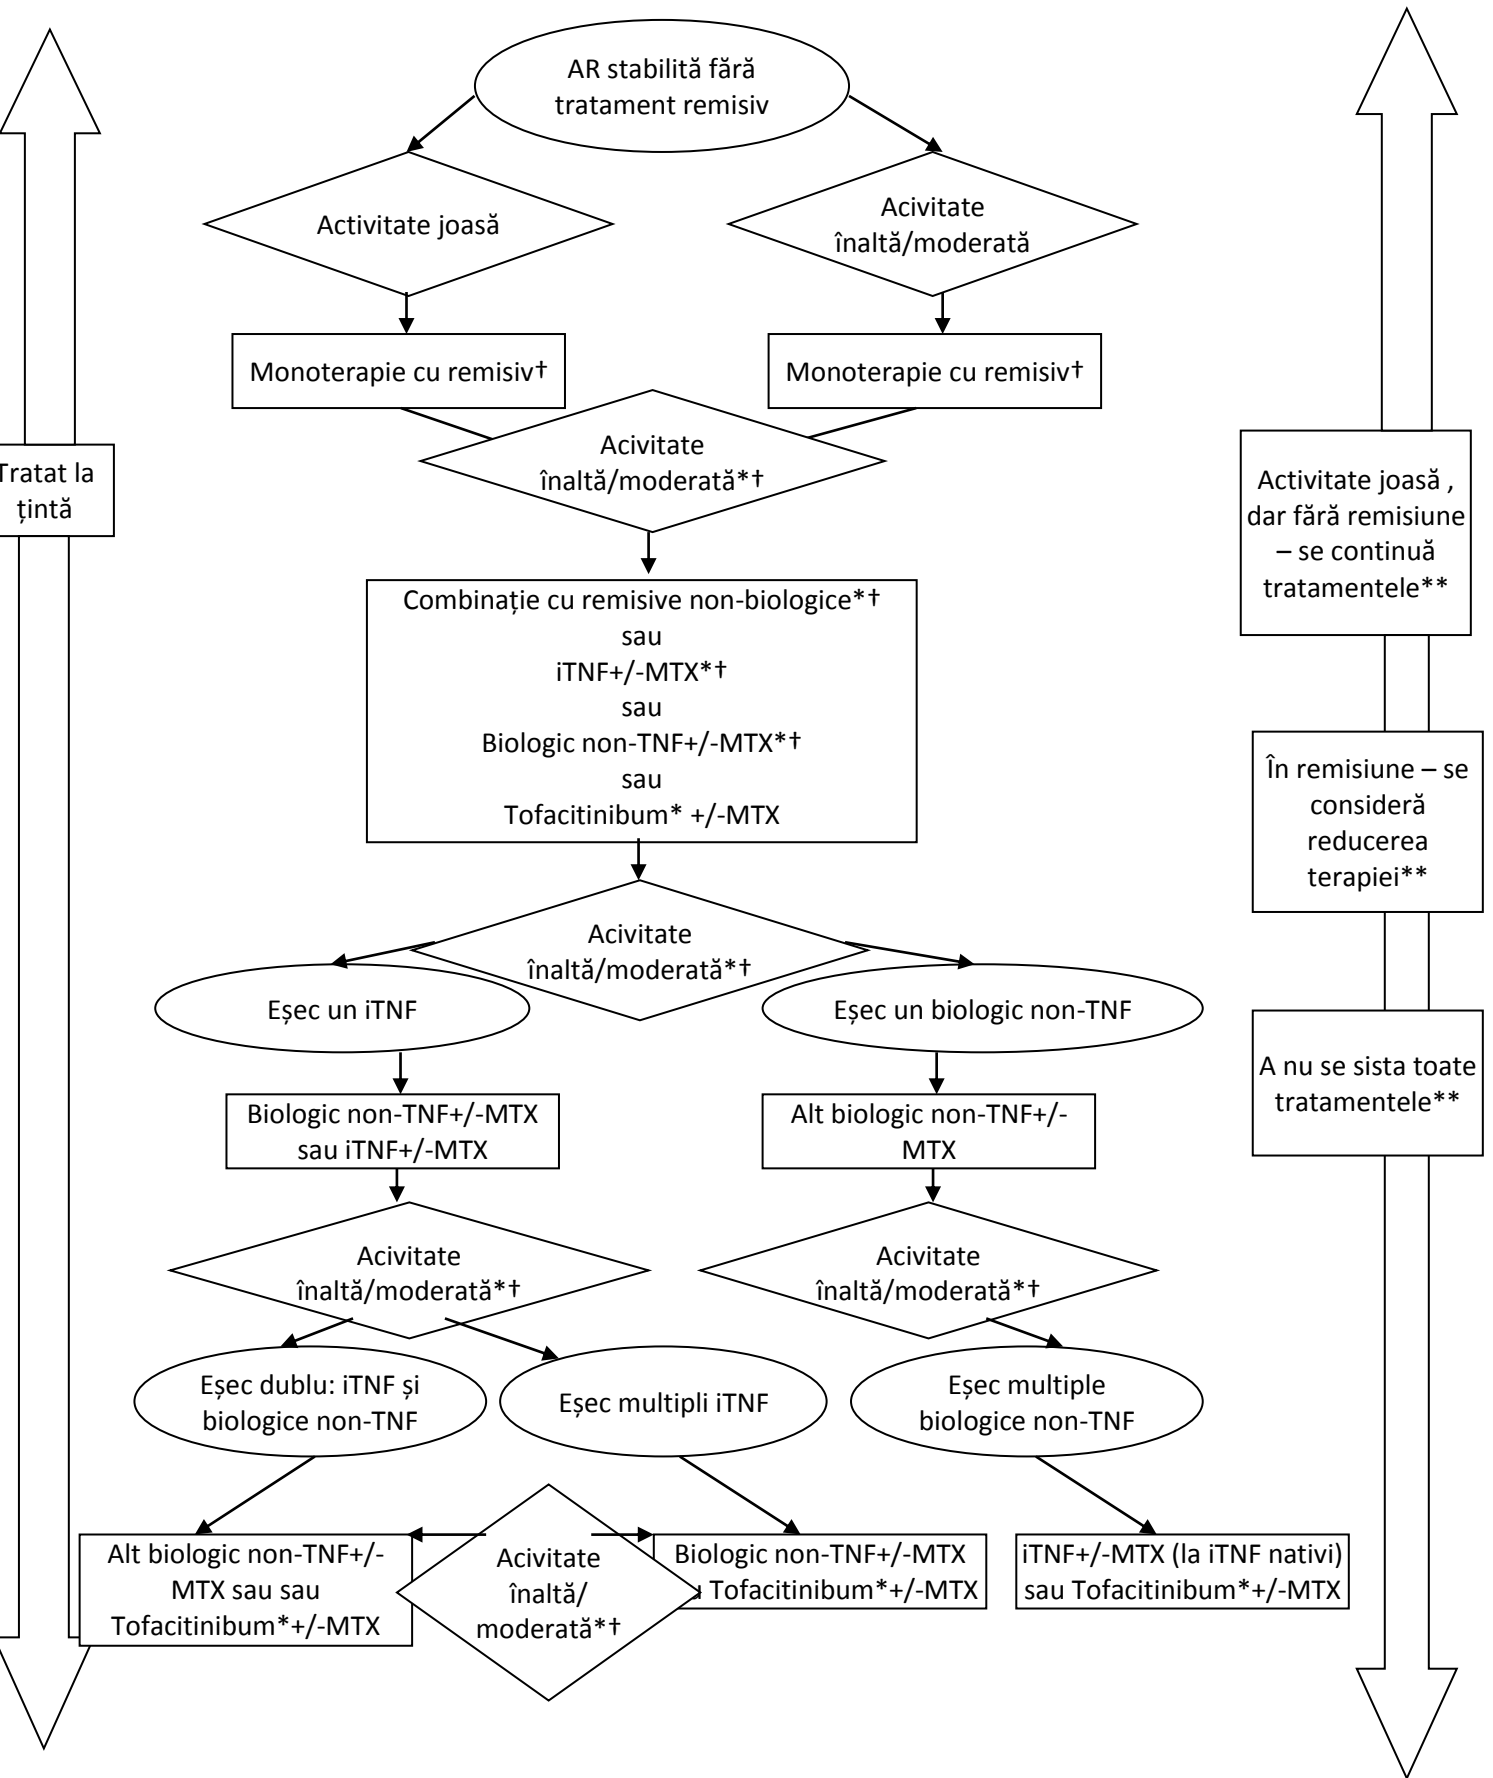 AR stabilită fără
tratament remisiv
Activitate joasă
Acivitate
înaltă/moderată
Monoterapie cu remisiv†
Monoterapie cu remisiv†
Acivitate
înaltă/moderată*†
Tratat la
țintă
Activitate joasă ,
dar fără remisiune
– se continuă
tratamentele**
Combinație cu remisive non-biologice*†
sau
iTNF+/-MTX*†
sau
Biologic non-TNF+/-MTX*†
sau
Tofacitinibum* +/-MTX
În remisiune – se
consideră
reducerea
terapiei**
Acivitate
înaltă/moderată*†
Eșec un iTNF
Eșec un biologic non-TNF
A nu se sista toate
tratamentele**
Biologic non-TNF+/-MTX
sau iTNF+/-MTX
Alt biologic non-TNF+/-
MTX
Acivitate
înaltă/moderată*†
Acivitate
înaltă/moderată*†
Eșec dublu: iTNF și
biologice non-TNF
Eșec multipli iTNF
Eșec multiple
biologice non-TNF
Alt biologic non-TNF+/-
MTX sau sau
Tofacitinibum*+/-MTX
Acivitate
înaltă/
moderată*†
Biologic non-TNF+/-MTX
Tofacitinibum*+/-MTX
iTNF+/-MTX (la iTNF nativi)
sau Tofacitinibum*+/-MTX